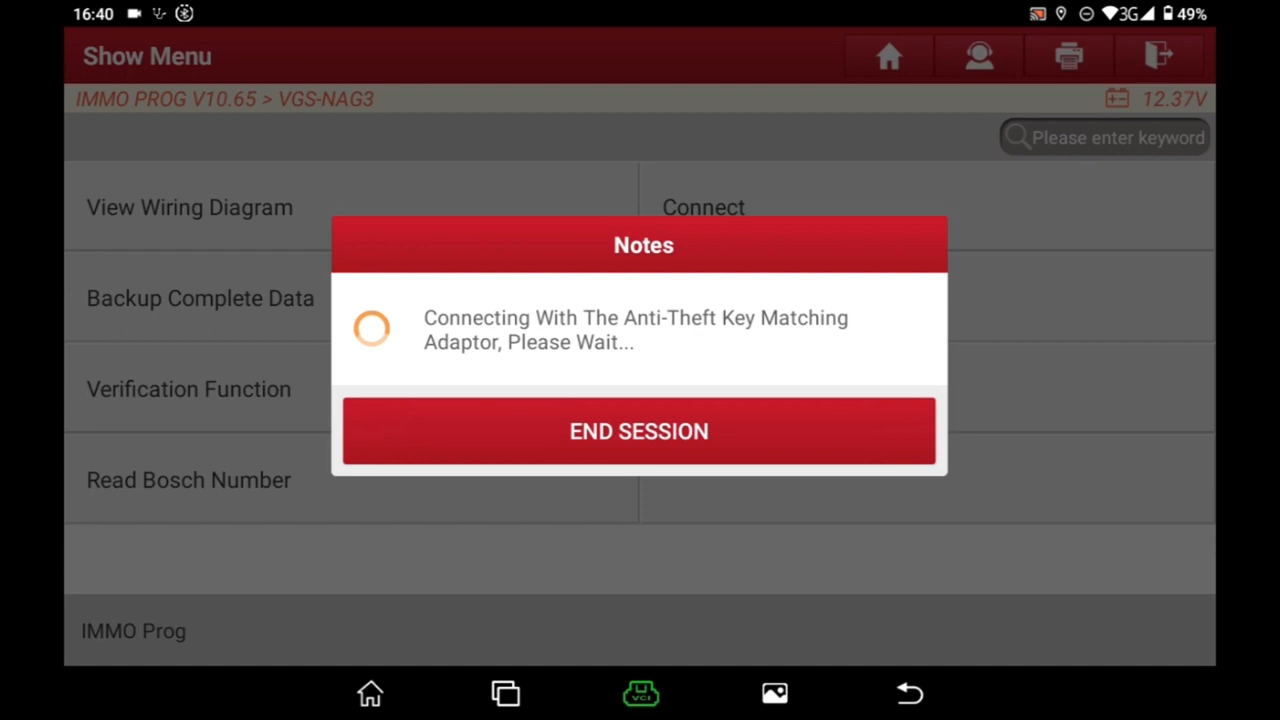 16:40
3G 49%
Show Menu
IMMO PROG V10.65 > VGS-NAG3
12.37V
Please enter keyword
View Wiring Diagram
Connect
Notes
Backup Complete Data
Connecting With The Anti-Theft Key Matching
Adaptor, Please Wait...
Verification Function
END SESSION
Read Bosch Number
IMMO Prog
VCI